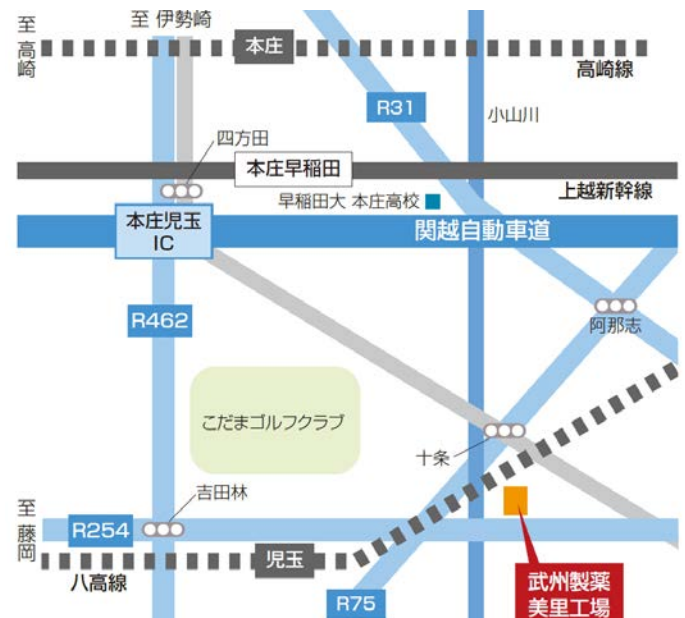 至 高崎
至 伊勢崎
本庄
高崎線
R31
小山川
四方田
本庄早稲田
上越新幹線
早稲田大 本庄高校
本庄児玉
IC
関越自動車道
R462
阿那志
こだまゴルフクラブ
十条
吉田林
至 藤岡
R254
児玉
八高線
R75
武州製薬
美里工場